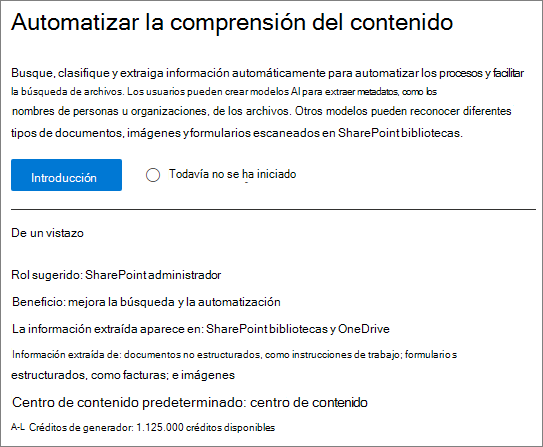 Automatizar la comprensión del contenido
Busque, clasifique y extraiga información automáticamente para automatizar los procesos y facilitar
la búsqueda de archivos. Los usuarios pueden crear modelos AI para extraer metadatos, como los
nombres de personas u organizaciones, de los archivos. Otros modelos pueden reconocer diferentes
tipos de documentos, imágenes y formularios escaneados en SharePoint bibliotecas.
Introducción
Todavía no se ha iniciado
De un vistazo
Rol sugerido: SharePoint administrador
Beneficio: mejora la búsqueda y la automatización
La información extraída aparece en: SharePoint bibliotecas y OneDrive
Información extraída de: documentos no estructurados, como instrucciones de trabajo; formularios
estructurados, como facturas; e imágenes
Centro de contenido predeterminado: centro de contenido
A-L Créditos de generador: 1.125.000 créditos disponibles